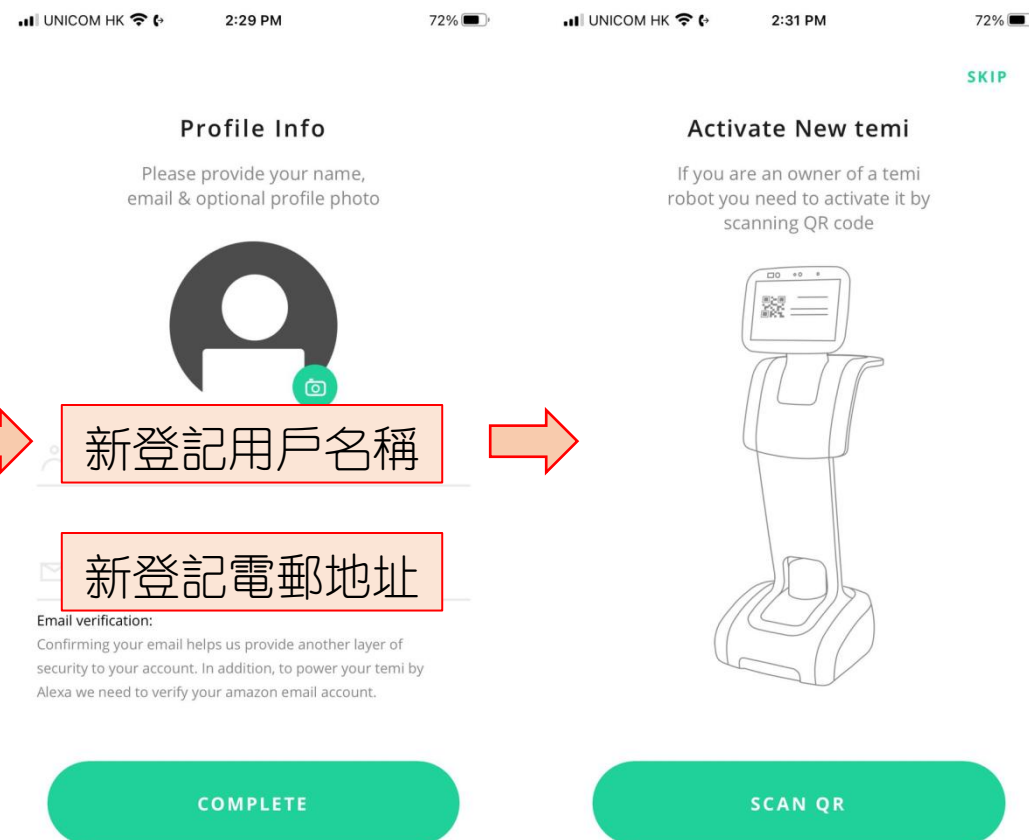 UNICOM HK 2:29 PM 72%
Profile Info
Please provide your name,
email & optional profile photo
新登記用戶名稱
新登記電郵地址
Email verification:
Confirming your email helps us provide another layer of
security to your account. In addition, to power your temi by
Alexa we need to verify your amazon email account.
COMPLETE
UNICOM HK 2:31 PM 72%
SKIP
Activate New temi
If you are an owner of a temi
robot you need to activate it by
scanning QR code
SCAN QR